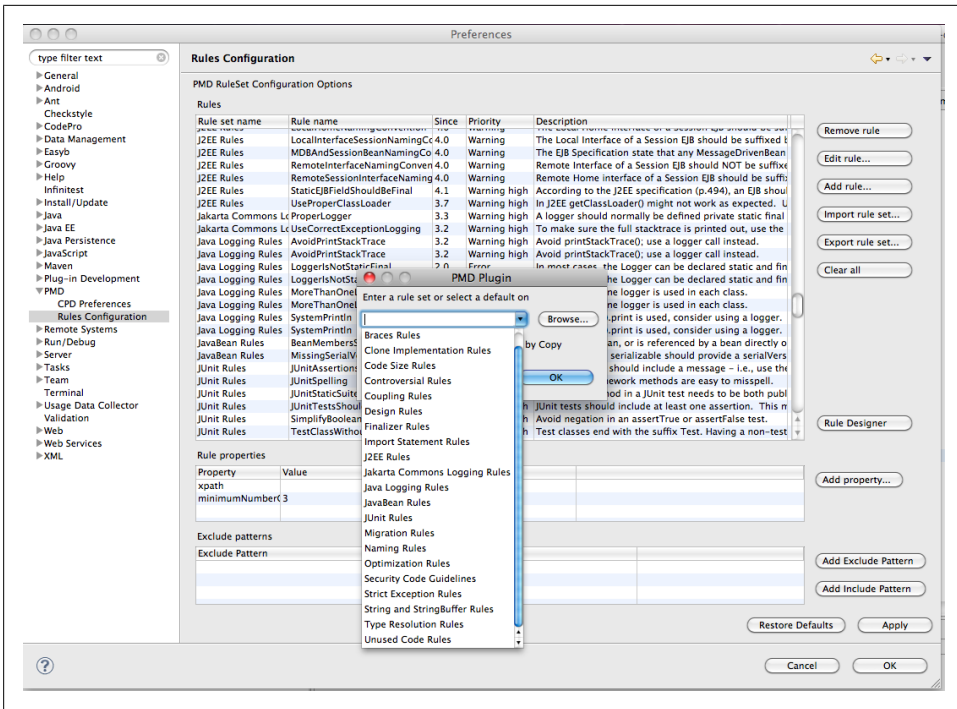 Preferences
type filter text
Rules Configuration
General
Android
Ant
Checkstyle
CodePro
Data Management
Easyb
Groovy
Help
Infinitest
Install/Update
Java
Java EE
Java Persistence
JavaScript
Maven
Plug-in Development
PMD
CPD Preferences
Rules Configuration
Remote Systems
Run/Debug
Server
Tasks
Team
Terminal
Usage Data Collector
Validation
Web
Web Services
XML
PMD RuleSet Configuration Options
Rules
Rule set name Rule name Since Priority Description
J2EE Rules LocalInterfaceSessionNamingCo 4.0 Warning The Local Interface of a Session EJB should be suffixed b
J2EE Rules MDBAndSessionBeanNamingCo 4.0 Warning The EJB Specification state that any MessageDrivenBean
J2EE Rules RemoteInterfaceNamingConven 4.0 Warning Remote Interface of a Session EJB should NOT be suffixe
J2EE Rules RemoteSessionInterfaceNaming 4.0 Warning Remote Home interface of a Session EJB should be suffix
J2EE Rules StaticEJBFieldShouldBeFinal 4.1 Warning high According to the J2EE specification (p.494), an EJB shoul
J2EE Rules UseProperClassLoader 3.7 Warning high In J2EE getClassLoader() might not work as expected. U
Jakarta Commons Lo ProperLogger 3.3 Warning high A logger should normally be defined private static final
Jakarta Commons Lo UseCorrectExceptionLogging 3.2 Warning high To make sure the full stacktrace is printed out, use the
Java Logging Rules AvoidPrintStackTrace 3.2 Warning high Avoid printStackTrace(); use a logger call instead.
Java Logging Rules AvoidPrintStackTrace 3.2 Warning high Avoid printStackTrace(); use a logger call instead.
Java Logging Rules LoggerIsNotStaticFinal 2.0 Error In most cases, the Logger can be declared static and fin
Java Logging Rules LoggerIsNotSta he Logger can be declared static and fin
Java Logging Rules MoreThanOneL ne logger is used in each class.
Java Logging Rules MoreThanOneL ne logger is used in each class.
Java Logging Rules SystemPrintln .print is used, consider using a logger.
Java Logging Rules SystemPrintln .print is used, consider using a logger.
JavaBean Rules BeanMembersS an, or is referenced by a bean directly o
JavaBean Rules MissingSerialV serializable should provide a serialVers
JUnit Rules JUnitAssertions should include a message – i.e., use the
JUnit Rules JUnitSpelling ework methods are easy to misspell.
JUnit Rules JUnitStaticSuite hod in a JUnit test needs to be both publ
JUnit Rules JUnitTestsShoul h JUnit tests should include at least one assertion. This m
JUnit Rules SimplifyBoolean h Avoid negation in an assertTrue or assertFalse test.
JUnit Rules TestClassWithou h Test classes end with the suffix Test. Having a non-test
Remove rule
Edit rule...
Add rule...
Import rule set...
Export rule set...
Clear all
Rule Designer
PMD Plugin
Enter a rule set or select a default on
Browse...
by Copy
OK
Braces Rules
Clone Implementation Rules
Code Size Rules
Controversial Rules
Coupling Rules
Design Rules
Finalizer Rules
Import Statement Rules
J2EE Rules
Jakarta Commons Logging Rules
Java Logging Rules
JavaBean Rules
JUnit Rules
Migration Rules
Naming Rules
Optimization Rules
Security Code Guidelines
Strict Exception Rules
String and StringBuffer Rules
Type Resolution Rules
Unused Code Rules
Rule properties
Property Value
xpath
minimumNumberC 3
Add property...
Exclude patterns
Exclude Pattern
Add Exclude Pattern
Add Include Pattern
Restore Defaults Apply
? Cancel OK